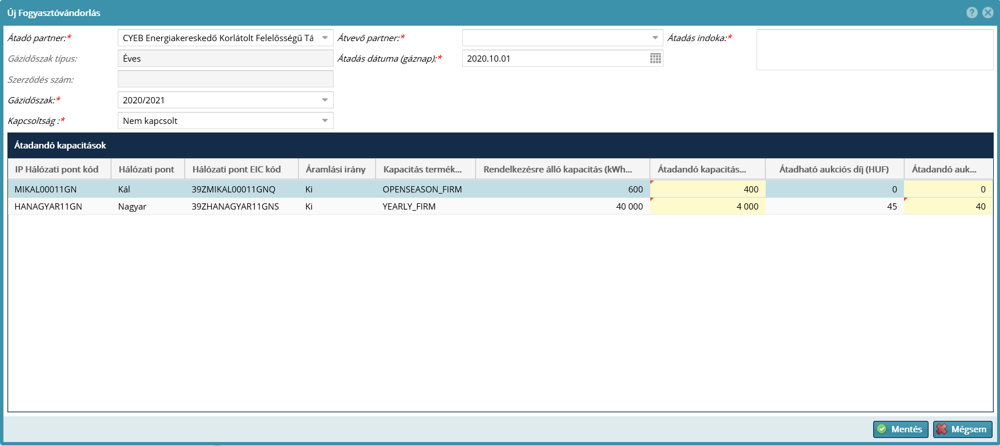 Új Fogyasztóvándorlás
Átadó partner:* CYEB Energiakereskedő Korlátolt Felelősségű Tá Átvevő partner:* Átadás indoka:*
Gázidőszak típus: Éves Átadás dátuma (gáznap):* 2020.10.01
Szerződés szám:
Gázidőszak:* 2020/2021
Kapcsoltság :* Nem kapcsolt
Átadandó kapacitások
IP Hálózati pont kód Hálózati pont Hálózati pont EIC kód Áramlási irány Kapacitás termék... Rendelkezésre álló kapacitás (kWh... Átadandó kapacitás... Átadható aukciós díj (HUF) Átadandó auk...
MIKAL00011GN Kál 39ZMIKAL00011GNQ Ki OPENSEASON_FIRM 600 400 0 0
HANAGYAR11GN Nagyar 39ZHANAGYAR11GNS Ki YEARLY_FIRM 40 000 4 000 45 40
Mentés Mégsem